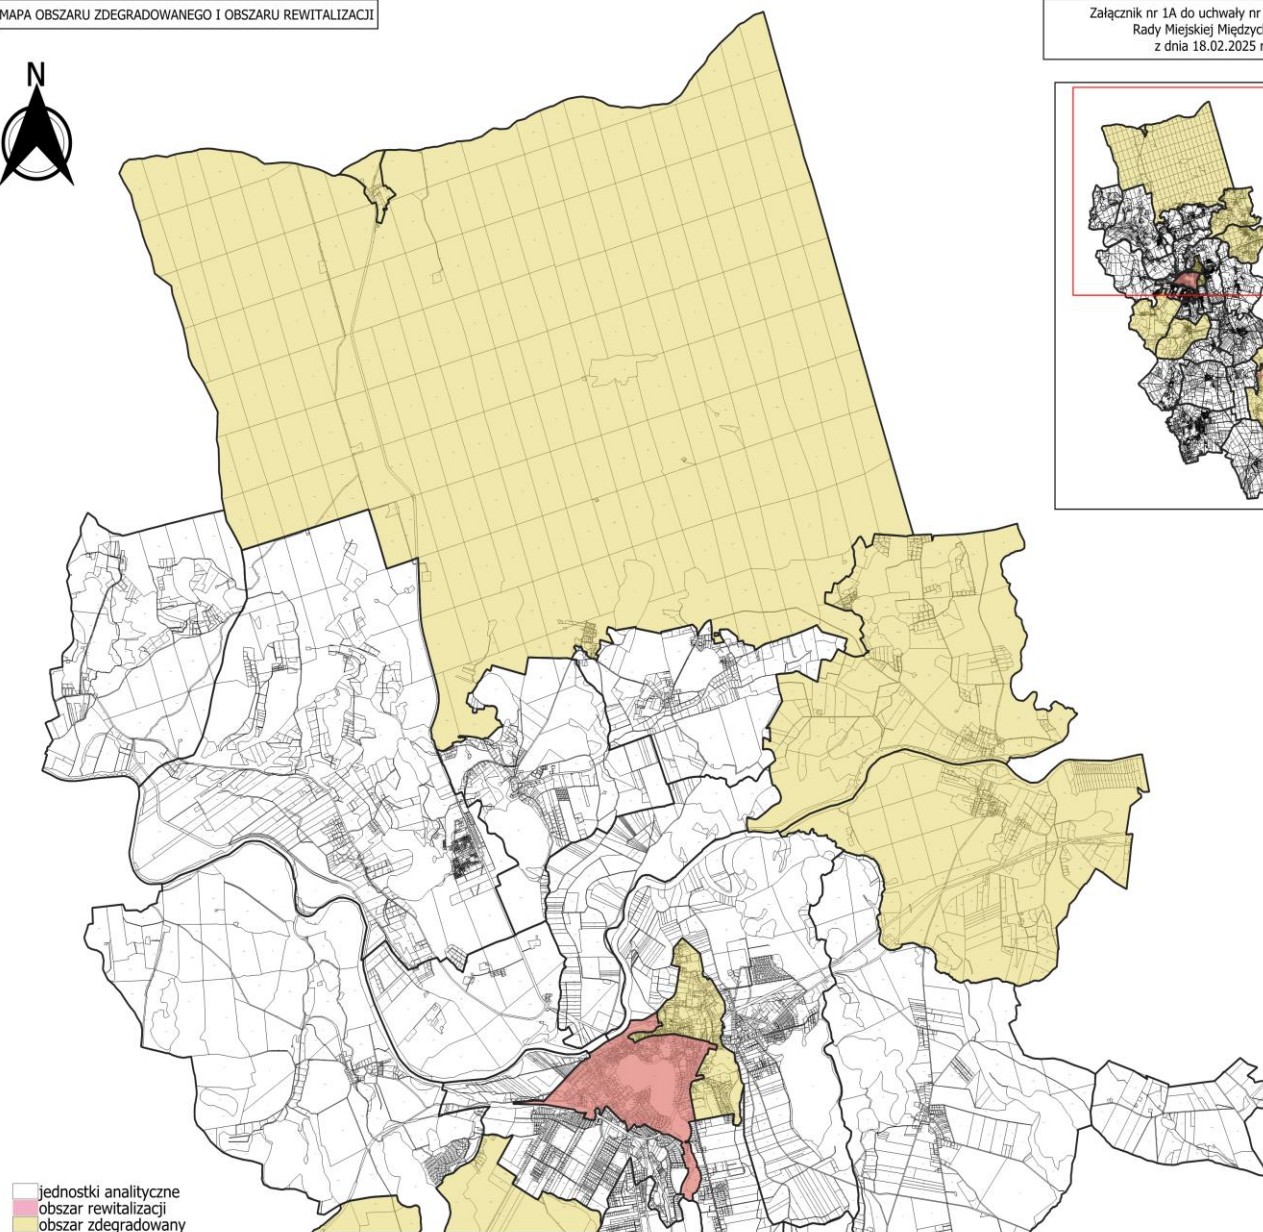 MAPA OBSZARU ZDEGRADOWANEGO I OBSZARU REWITALIZACJI
Załącznik nr 1A do uchwały nr
Rady Miejskiej
z dnia 18.02.2025
N
jednostki analityczne
obszar rewitalizacji
obszar zdegradowany